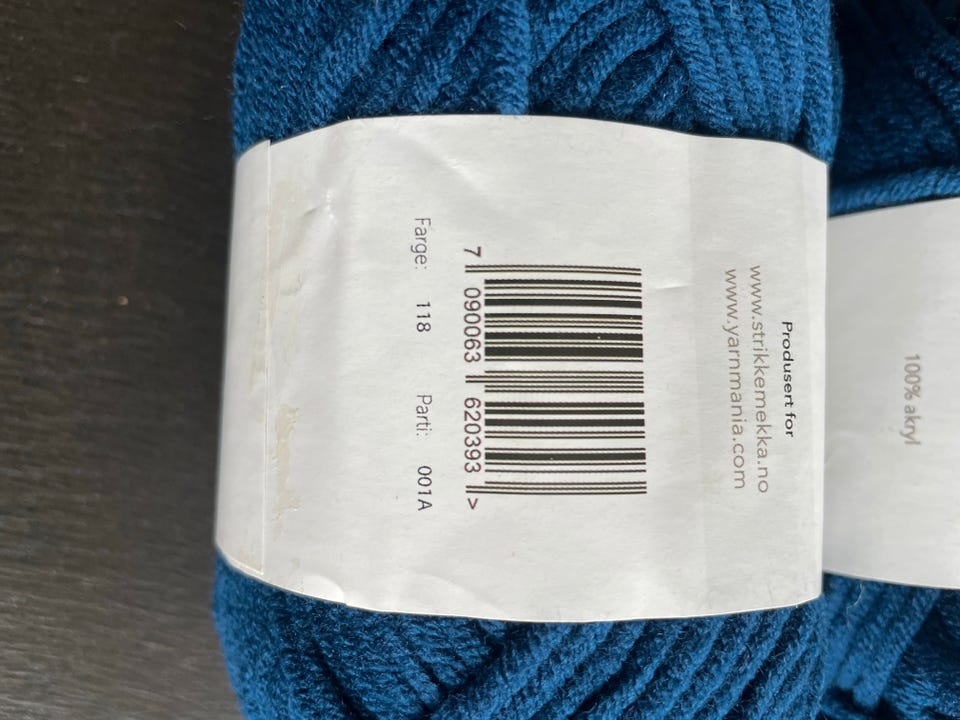 Produsert for
www.strikkemekka.no
www.yarnmania.com
7 090063 620393 >
Farge: 118 Parti: 001A
100% akryl